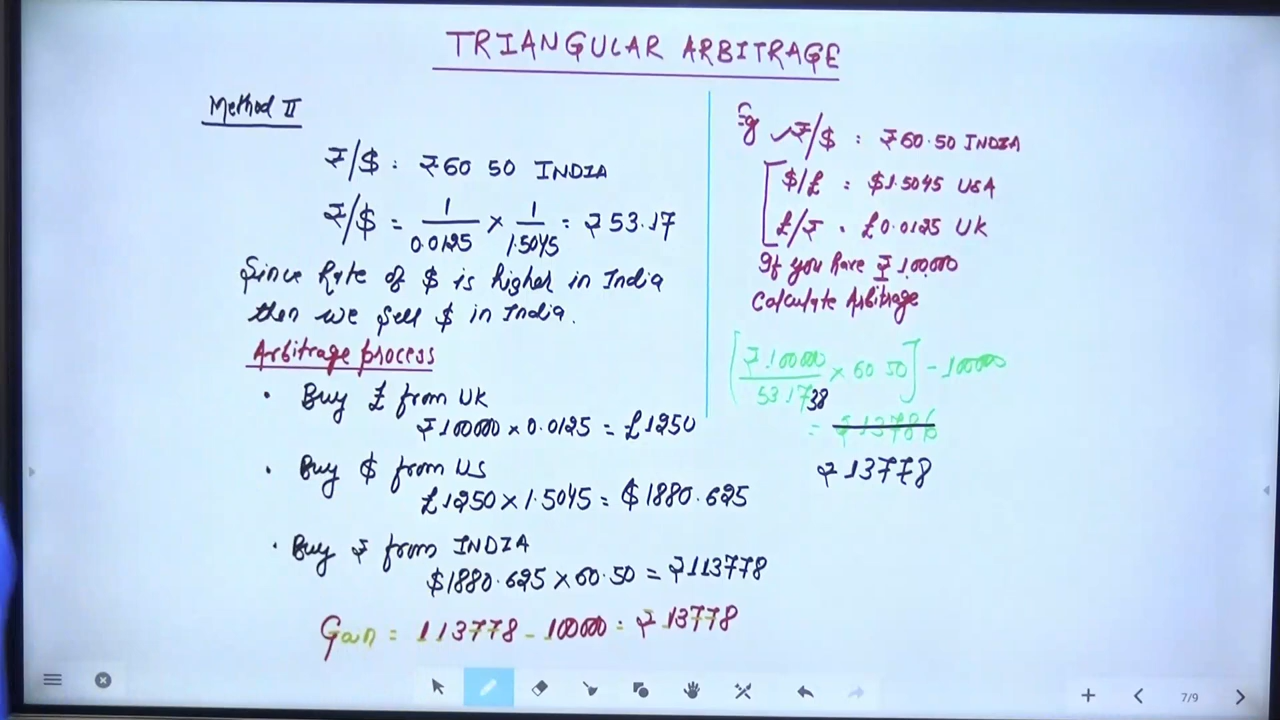 TRIANGULAR ARBITRAGE
Method II
₹/$ : ₹60 50 INDIA
₹/$ = 1/0.0125 × 1/1.5045 = ₹53.17
Since Rate of $ is higher in India
then we sell $ in India.
Arbitrage process
• Buy £ from UK
₹100000 × 0.0125 = £1250
• Buy $ from US
£1250 × 1.5045 = $1880.625
• Buy ₹ from INDIA
$1880.625 × 60.50 = ₹113778
Gain = 113778 - 100000 = ₹13778
Eg ✓₹/$ : ₹60.50 INDIA
$/£ : $1.5045 USA
£/₹ . £0.0125 UK
If you have ₹100000
Calculate Arbitrage
[₹100000/53.1738 × 60 50] - 100000
= ₹13786
₹13778
7/9